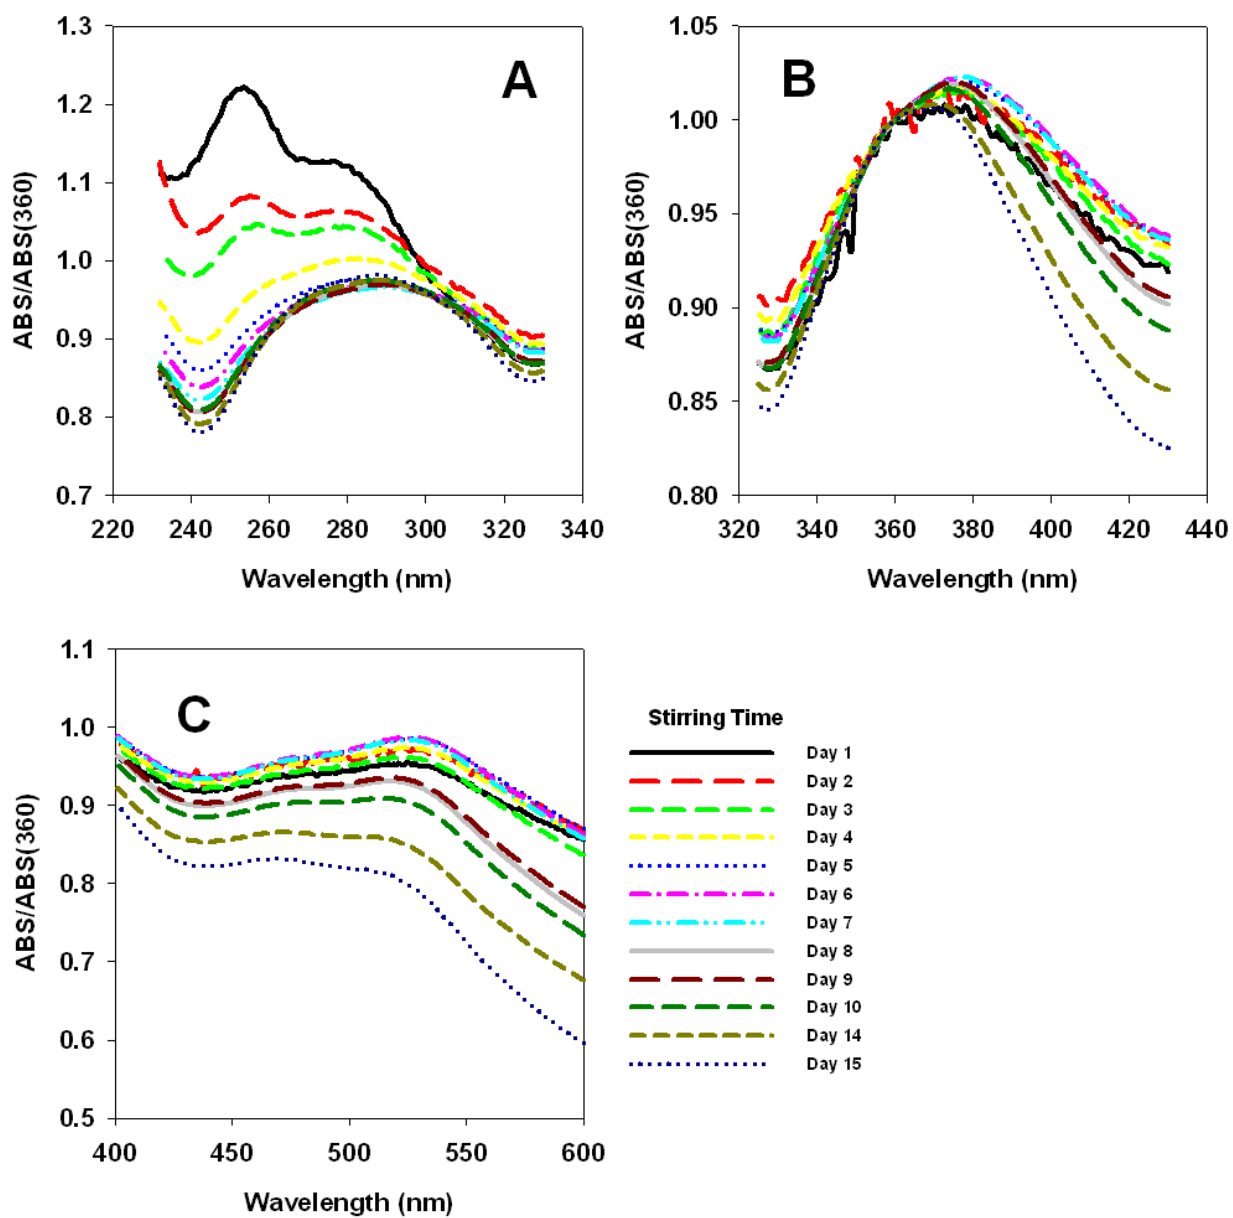 1.3
1.2
1.1
1.0
0.9
0.8
0.7
ABS/ABS(360)
A
220 240 260 280 300 320 340
Wavelength (nm)
1.05
1.00
0.95
0.90
0.85
0.80
ABS/ABS(360)
B
320 340 360 380 400 420 440
Wavelength (nm)
1.1
1.0
0.9
0.8
0.7
0.6
0.5
ABS/ABS(360)
C
400 450 500 550 600
Wavelength (nm)
Stirring Time
Day 1
Day 2
Day 3
Day 4
Day 5
Day 6
Day 7
Day 8
Day 9
Day 10
Day 14
Day 15